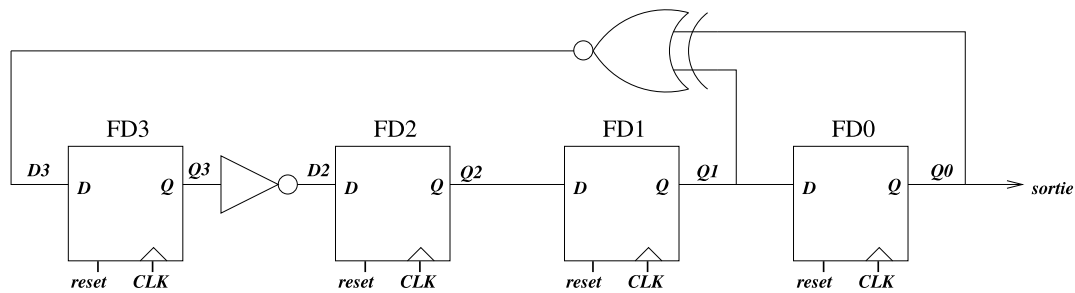 FD3 FD2 FD1 FD0
D3 Q3 D2 Q2 Q1 Q0
D Q D Q D Q D Q sortie
reset CLK reset CLK reset CLK reset CLK